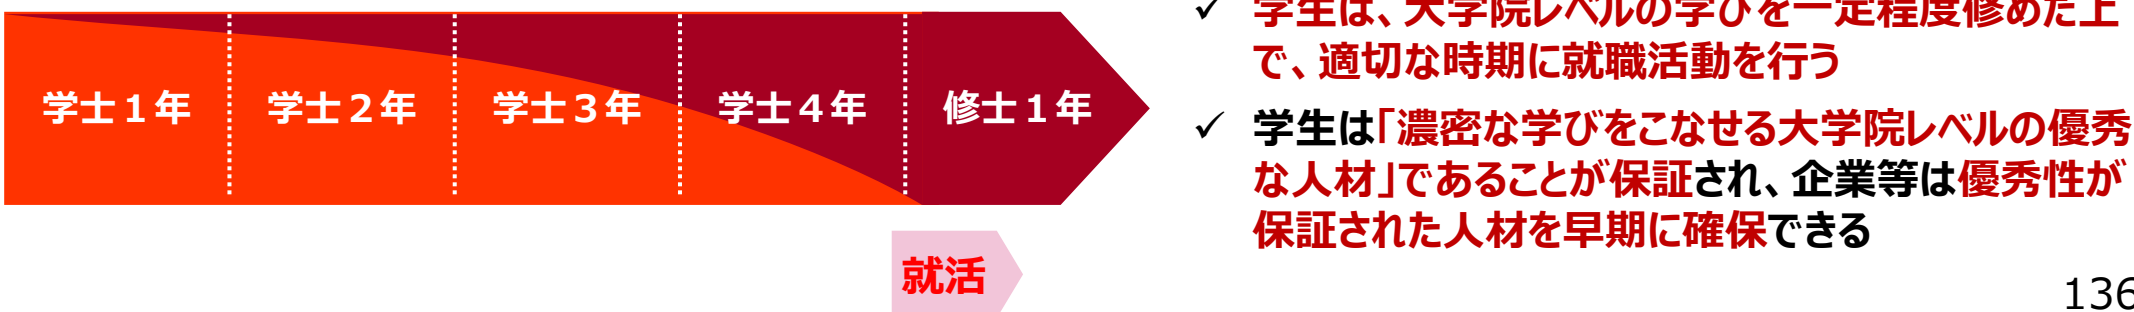 学士１年 学士２年 学士３年 学士４年 修士１年
就活
✓ 学生は、大学院レベルの学びを一定程度修めた上
で、適切な時期に就職活動を行う
✓ 学生は「濃密な学びをこなせる大学院レベルの優秀
な人材」であることが保証され、企業等は優秀性が
保証された人材を早期に確保できる
136